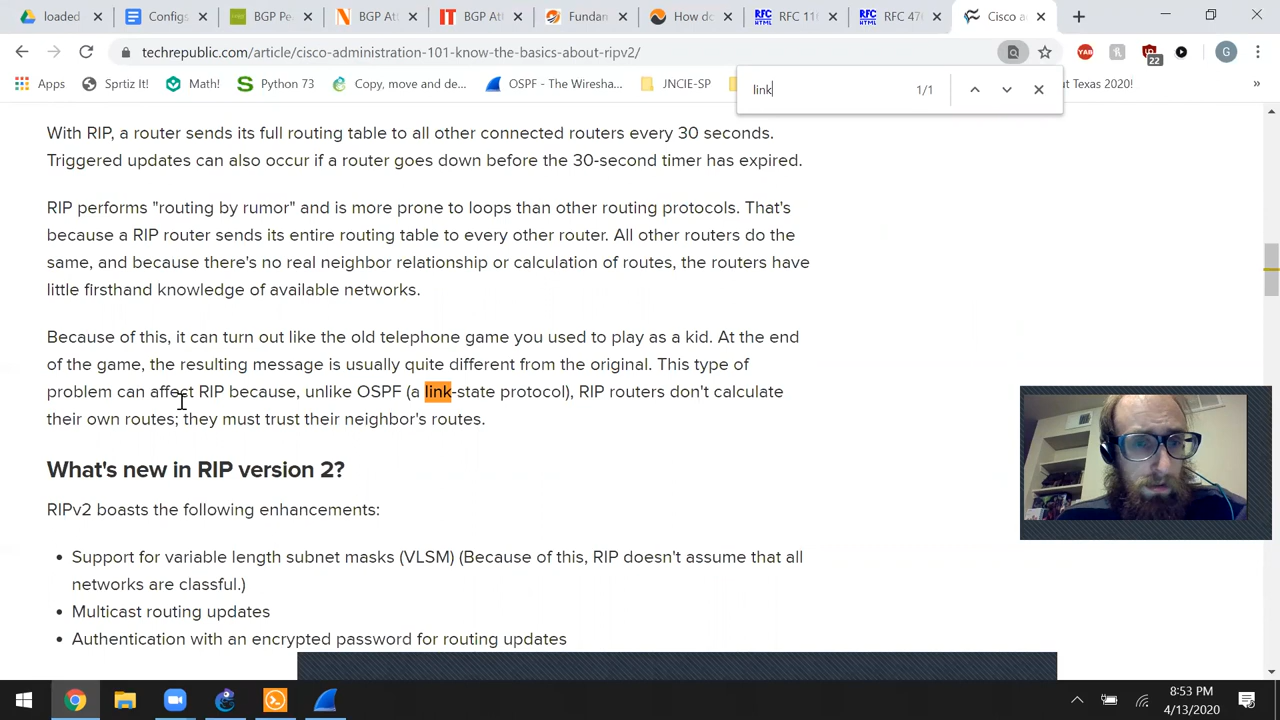 loaded
Configs
BGP Pe
BGP Att
BGP Att
Fundan
How do
RFC 11
RFC 47
Cisco a
techrepublic.com/article/cisco-administration-101-know-the-basics-about-ripv2/
22
G
Apps
Sprtiz It!
Math!
Python 73
Copy, move and de...
OSPF - The Wiresha...
JNCIE-SP
ut Texas 2020!
»
link
1/1
With RIP, a router sends its full routing table to all other connected routers every 30 seconds.
Triggered updates can also occur if a router goes down before the 30-second timer has expired.
RIP performs "routing by rumor" and is more prone to loops than other routing protocols. That's
because a RIP router sends its entire routing table to every other router. All other routers do the
same, and because there's no real neighbor relationship or calculation of routes, the routers have
little firsthand knowledge of available networks.
Because of this, it can turn out like the old telephone game you used to play as a kid. At the end
of the game, the resulting message is usually quite different from the original. This type of
problem can affect RIP because, unlike OSPF (a link-state protocol), RIP routers don't calculate
their own routes; they must trust their neighbor's routes.
What's new in RIP version 2?
RIPv2 boasts the following enhancements:
• Support for variable length subnet masks (VLSM) (Because of this, RIP doesn't assume that all
networks are classful.)
• Multicast routing updates
• Authentication with an encrypted password for routing updates
8:53 PM
4/13/2020